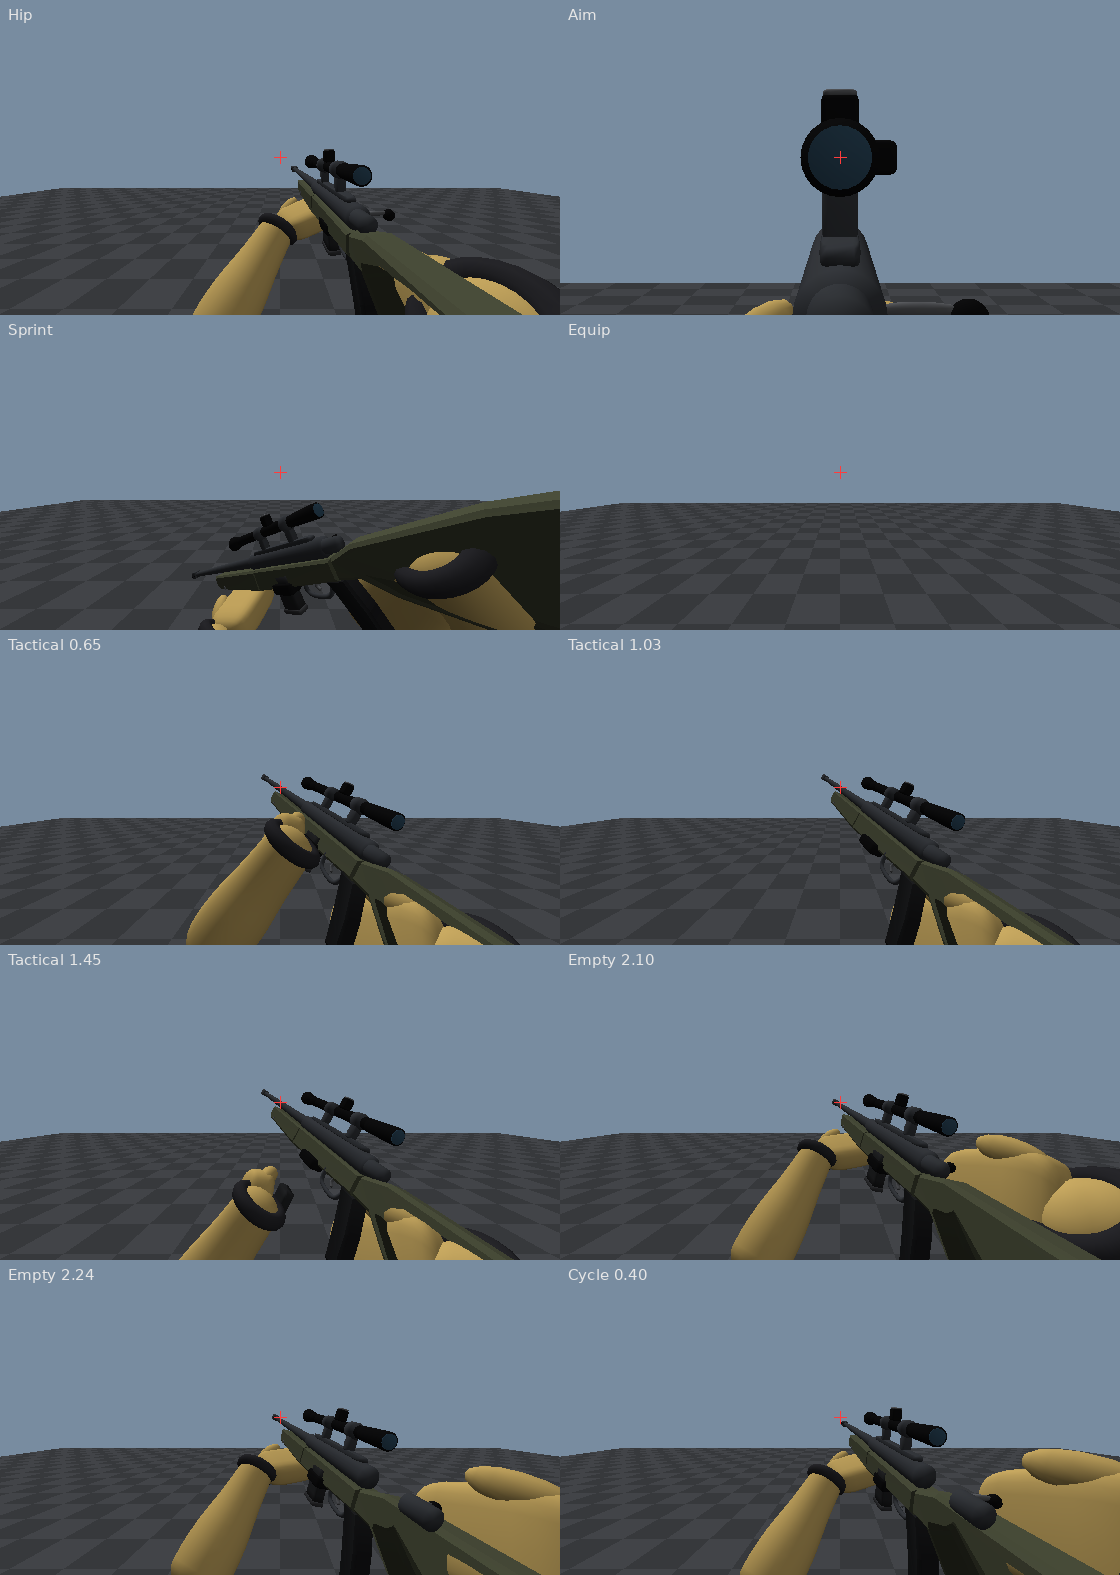 Hip
Aim
Sprint
Equip
Tactical 0.65
Tactical 1.03
Tactical 1.45
Empty 2.10
Empty 2.24
Cycle 0.40